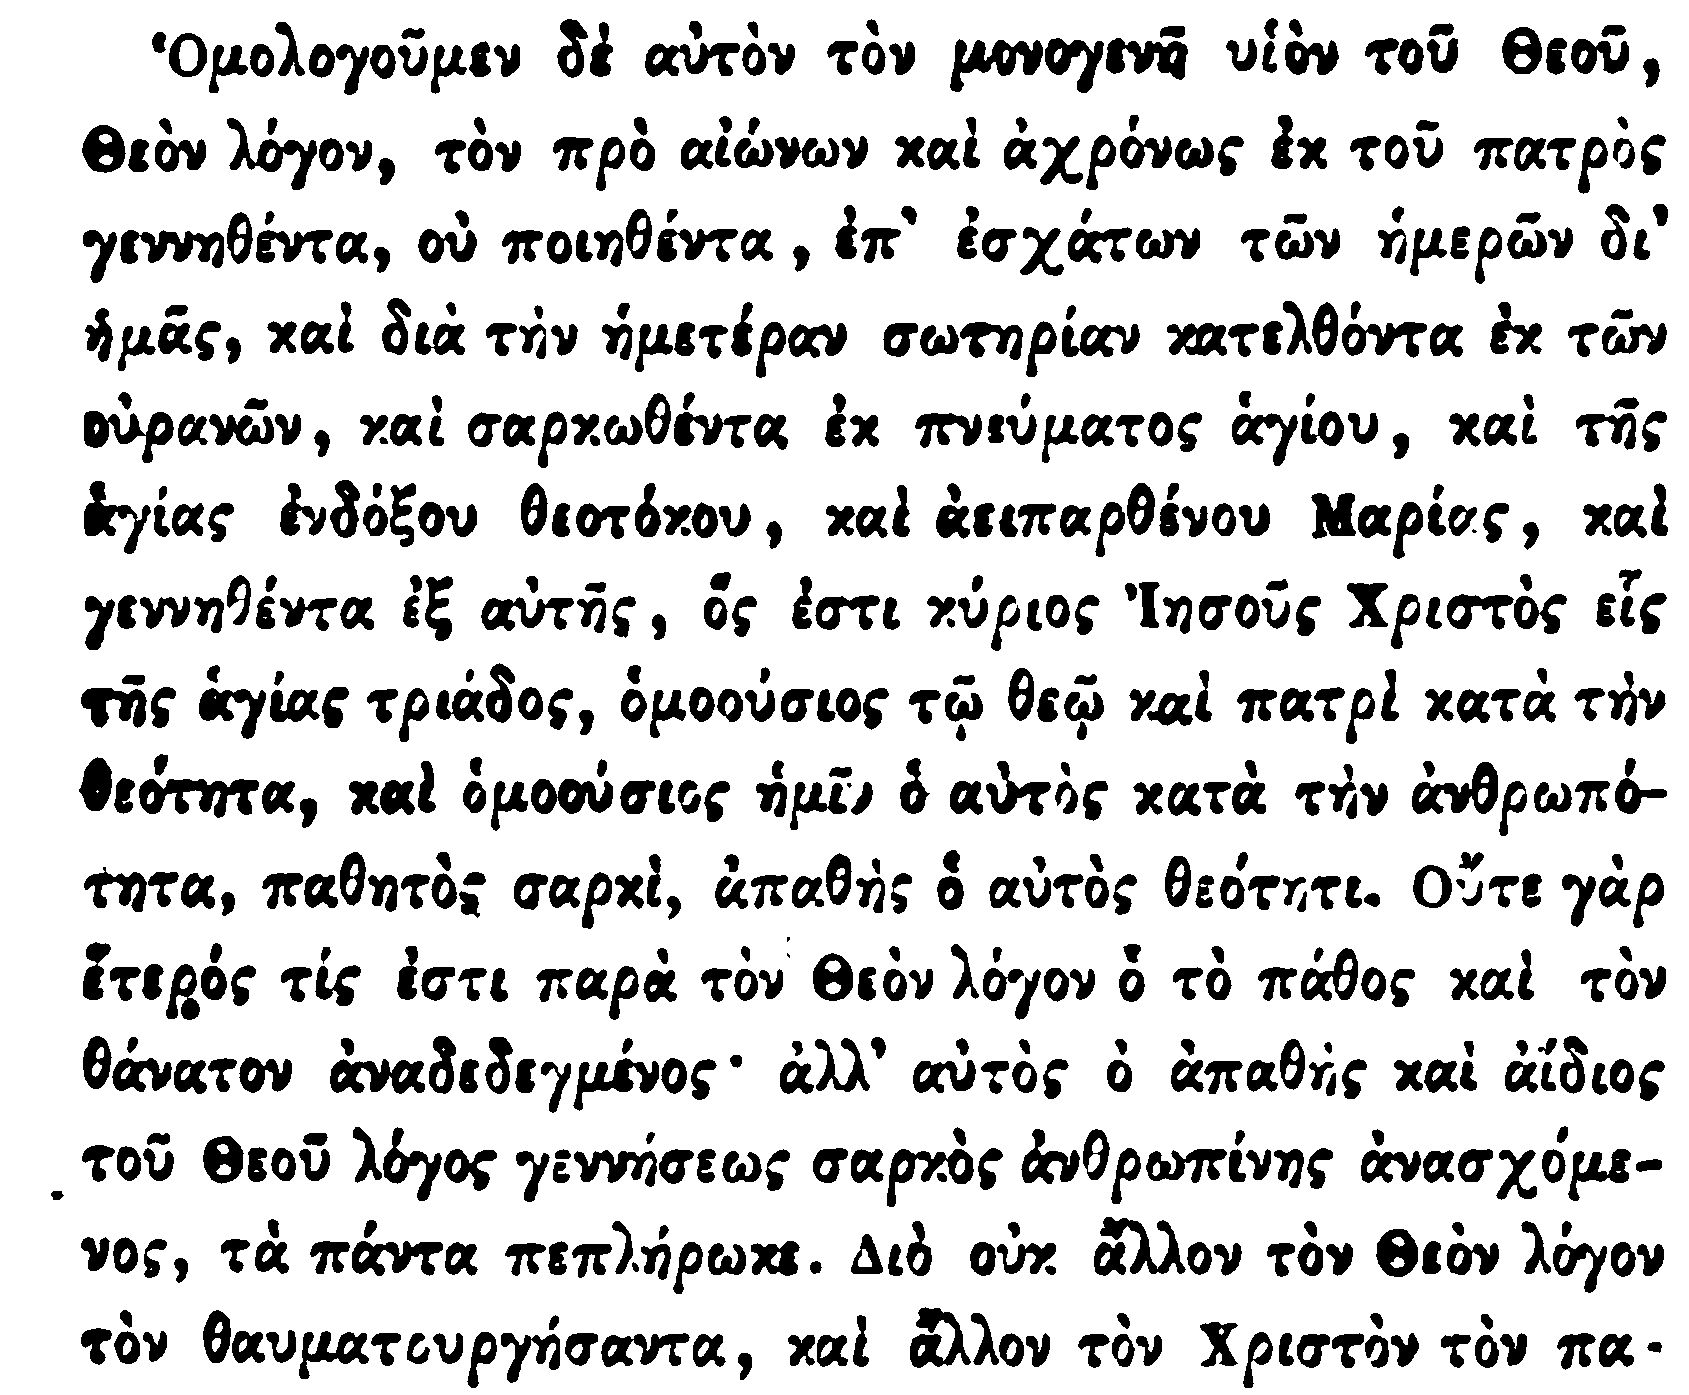 Ὁμολογοῦμεν δὲ αὐτὸν τὸν μονογενῆ υἱὸν τοῦ Θεοῦ,
Θεὸν λόγον, τὸν πρὸ αἰώνων καὶ ἀχρόνως ἐκ τοῦ πατρὸς
γεννηθέντα, οὐ ποιηθέντα, ἐπ᾽ ἐσχάτων τῶν ἡμερῶν δι᾽
ἡμᾶς, καὶ διὰ τὴν ἡμετέραν σωτηρίαν κατελθόντα ἐκ τῶν
οὐρανῶν, καὶ σαρκωθέντα ἐκ πνεύματος ἁγίου, καὶ τῆς
ἁγίας ἐνδόξου θεοτόκου, καὶ ἀειπαρθένου Μαρίας, καὶ
γεννηθέντα ἐξ αὐτῆς, ὅς ἐστι κύριος Ἰησοῦς Χριστὸς εἷς
τῆς ἁγίας τριάδος, ὁμοούσιος τῷ θεῷ καὶ πατρὶ κατὰ τὴν
θεότητα, καὶ ὁμοούσιος ἡμῖν ὁ αὐτὸς κατὰ τὴν ἀνθρωπό-
τητα, παθητὸς σαρκὶ, ἀπαθὴς ὁ αὐτὸς θεότητι. Οὔτε γὰρ
ἕτερός τίς ἐστι παρὰ τὸν Θεὸν λόγον ὁ τὸ πάθος καὶ τὸν
θάνατον ἀναδεδεγμένος· ἀλλ᾽ αὐτὸς ὁ ἀπαθὴς καὶ ἀΐδιος
τοῦ Θεοῦ λόγος γεννήσεως σαρκὸς ἀνθρωπίνης ἀνασχόμε-
νος, τὰ πάντα πεπλήρωκε. Διὸ οὐκ ἄλλον τὸν Θεὸν λόγον
τὸν θαυματουργήσαντα, καὶ ἄλλον τὸν Χριστὸν τὸν πα-